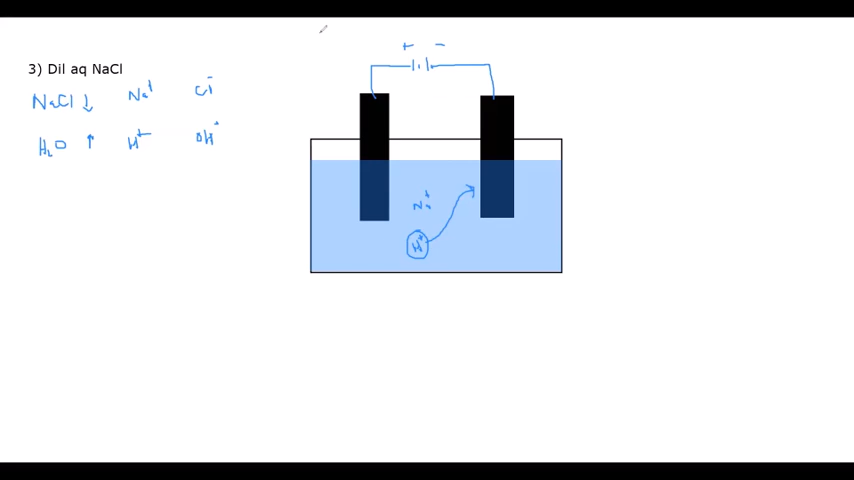 3) Dil aq NaCl
NaCl ↓ Na⁺ Cl⁻
H₂O ↑ H⁺ OH⁻
+ −
Na⁺
H⁺